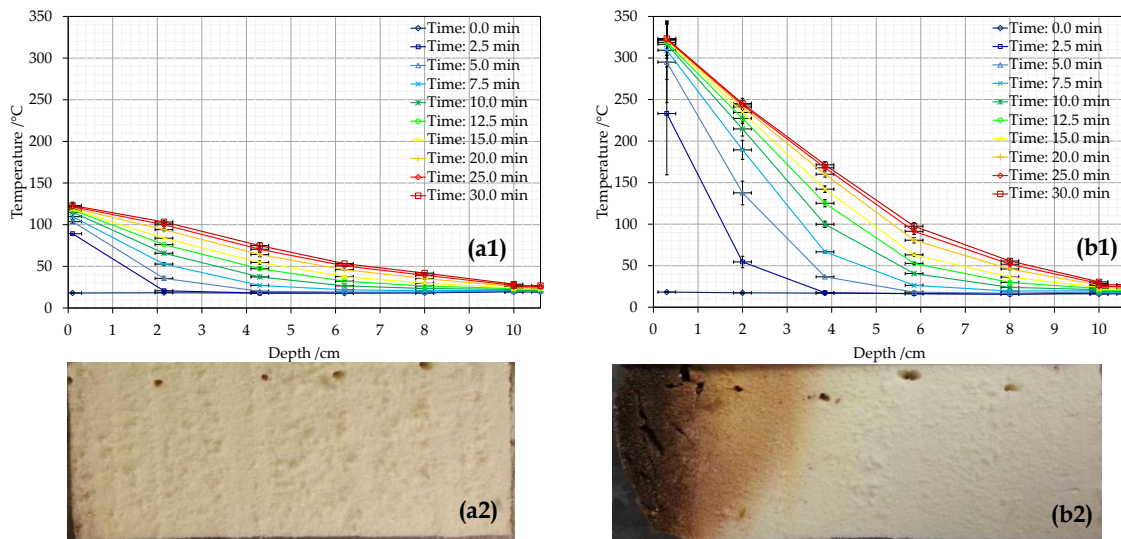 350
300
250
200
150
100
50
0
Temperature /°C
0 1 2 3 4 5 6 7 8 9 10
Depth /cm
Time: 0.0 min
Time: 2.5 min
Time: 5.0 min
Time: 7.5 min
Time: 10.0 min
Time: 12.5 min
Time: 15.0 min
Time: 20.0 min
Time: 25.0 min
Time: 30.0 min
(a1)
350
300
250
200
150
100
50
0
Temperature /°C
0 1 2 3 4 5 6 7 8 9 10
Depth /cm
Time: 0.0 min
Time: 2.5 min
Time: 5.0 min
Time: 7.5 min
Time: 10.0 min
Time: 12.5 min
Time: 15.0 min
Time: 20.0 min
Time: 25.0 min
Time: 30.0 min
(b1)
(a2)
(b2)